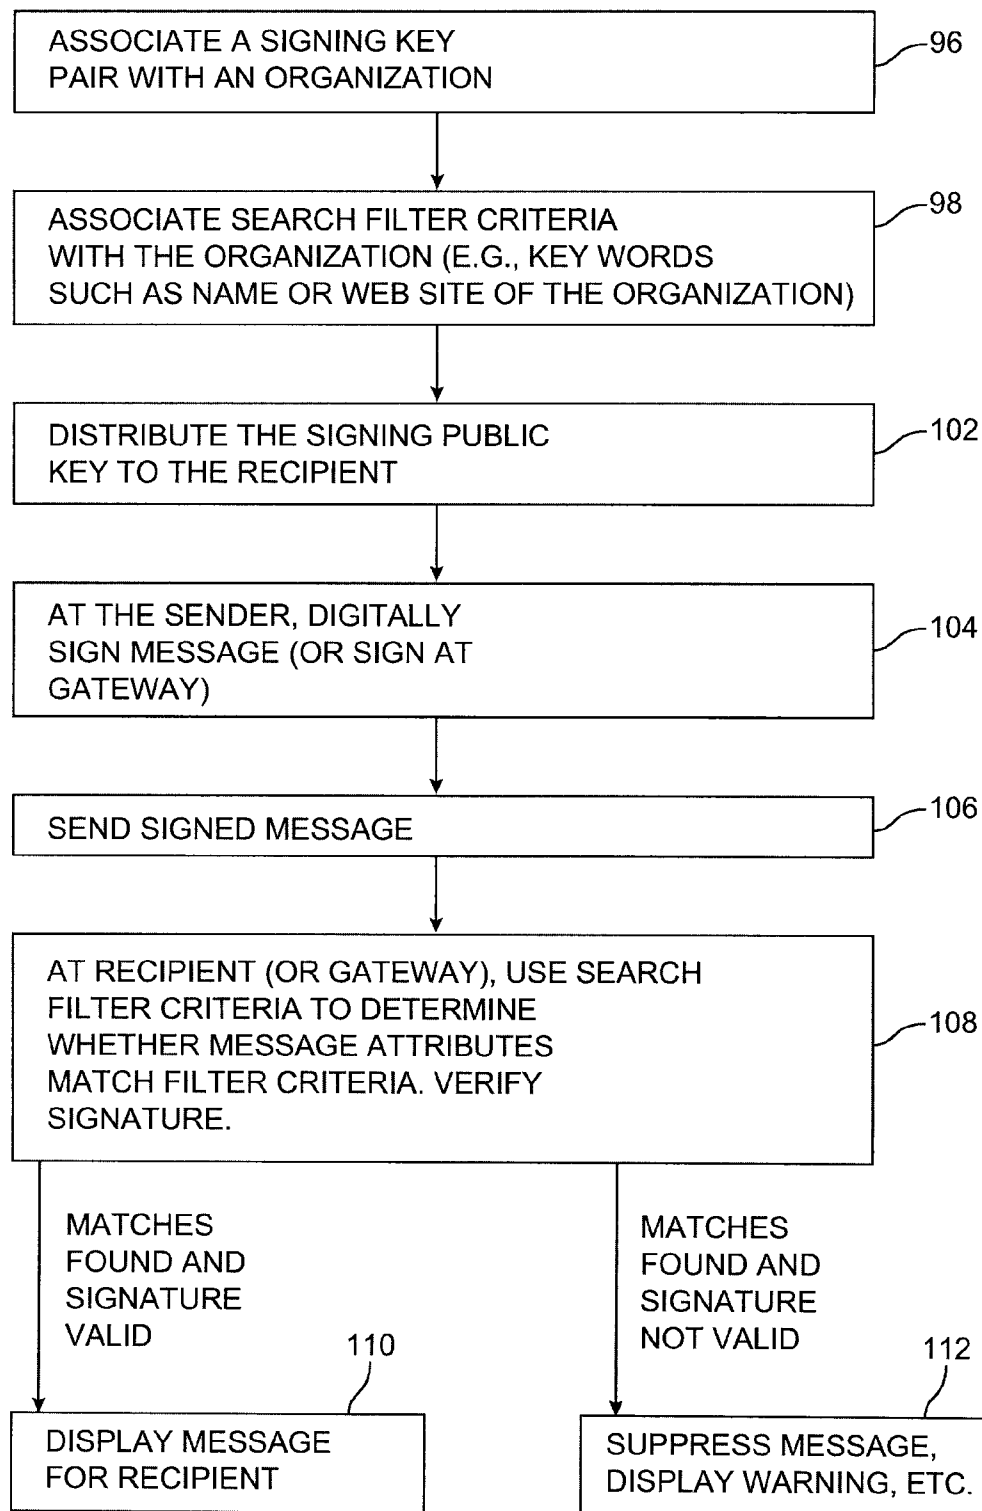 ASSOCIATE A SIGNING KEY
PAIR WITH AN ORGANIZATION
96
ASSOCIATE SEARCH FILTER CRITERIA
WITH THE ORGANIZATION (E.G., KEY WORDS
SUCH AS NAME OR WEB SITE OF THE ORGANIZATION)
98
DISTRIBUTE THE SIGNING PUBLIC
KEY TO THE RECIPIENT
102
AT THE SENDER, DIGITALLY
SIGN MESSAGE (OR SIGN AT
GATEWAY)
104
SEND SIGNED MESSAGE
106
AT RECIPIENT (OR GATEWAY), USE SEARCH
FILTER CRITERIA TO DETERMINE
WHETHER MESSAGE ATTRIBUTES
MATCH FILTER CRITERIA. VERIFY
SIGNATURE.
108
MATCHES
FOUND AND
SIGNATURE
VALID
MATCHES
FOUND AND
SIGNATURE
NOT VALID
110
DISPLAY MESSAGE
FOR RECIPIENT
112
SUPPRESS MESSAGE,
DISPLAY WARNING, ETC.